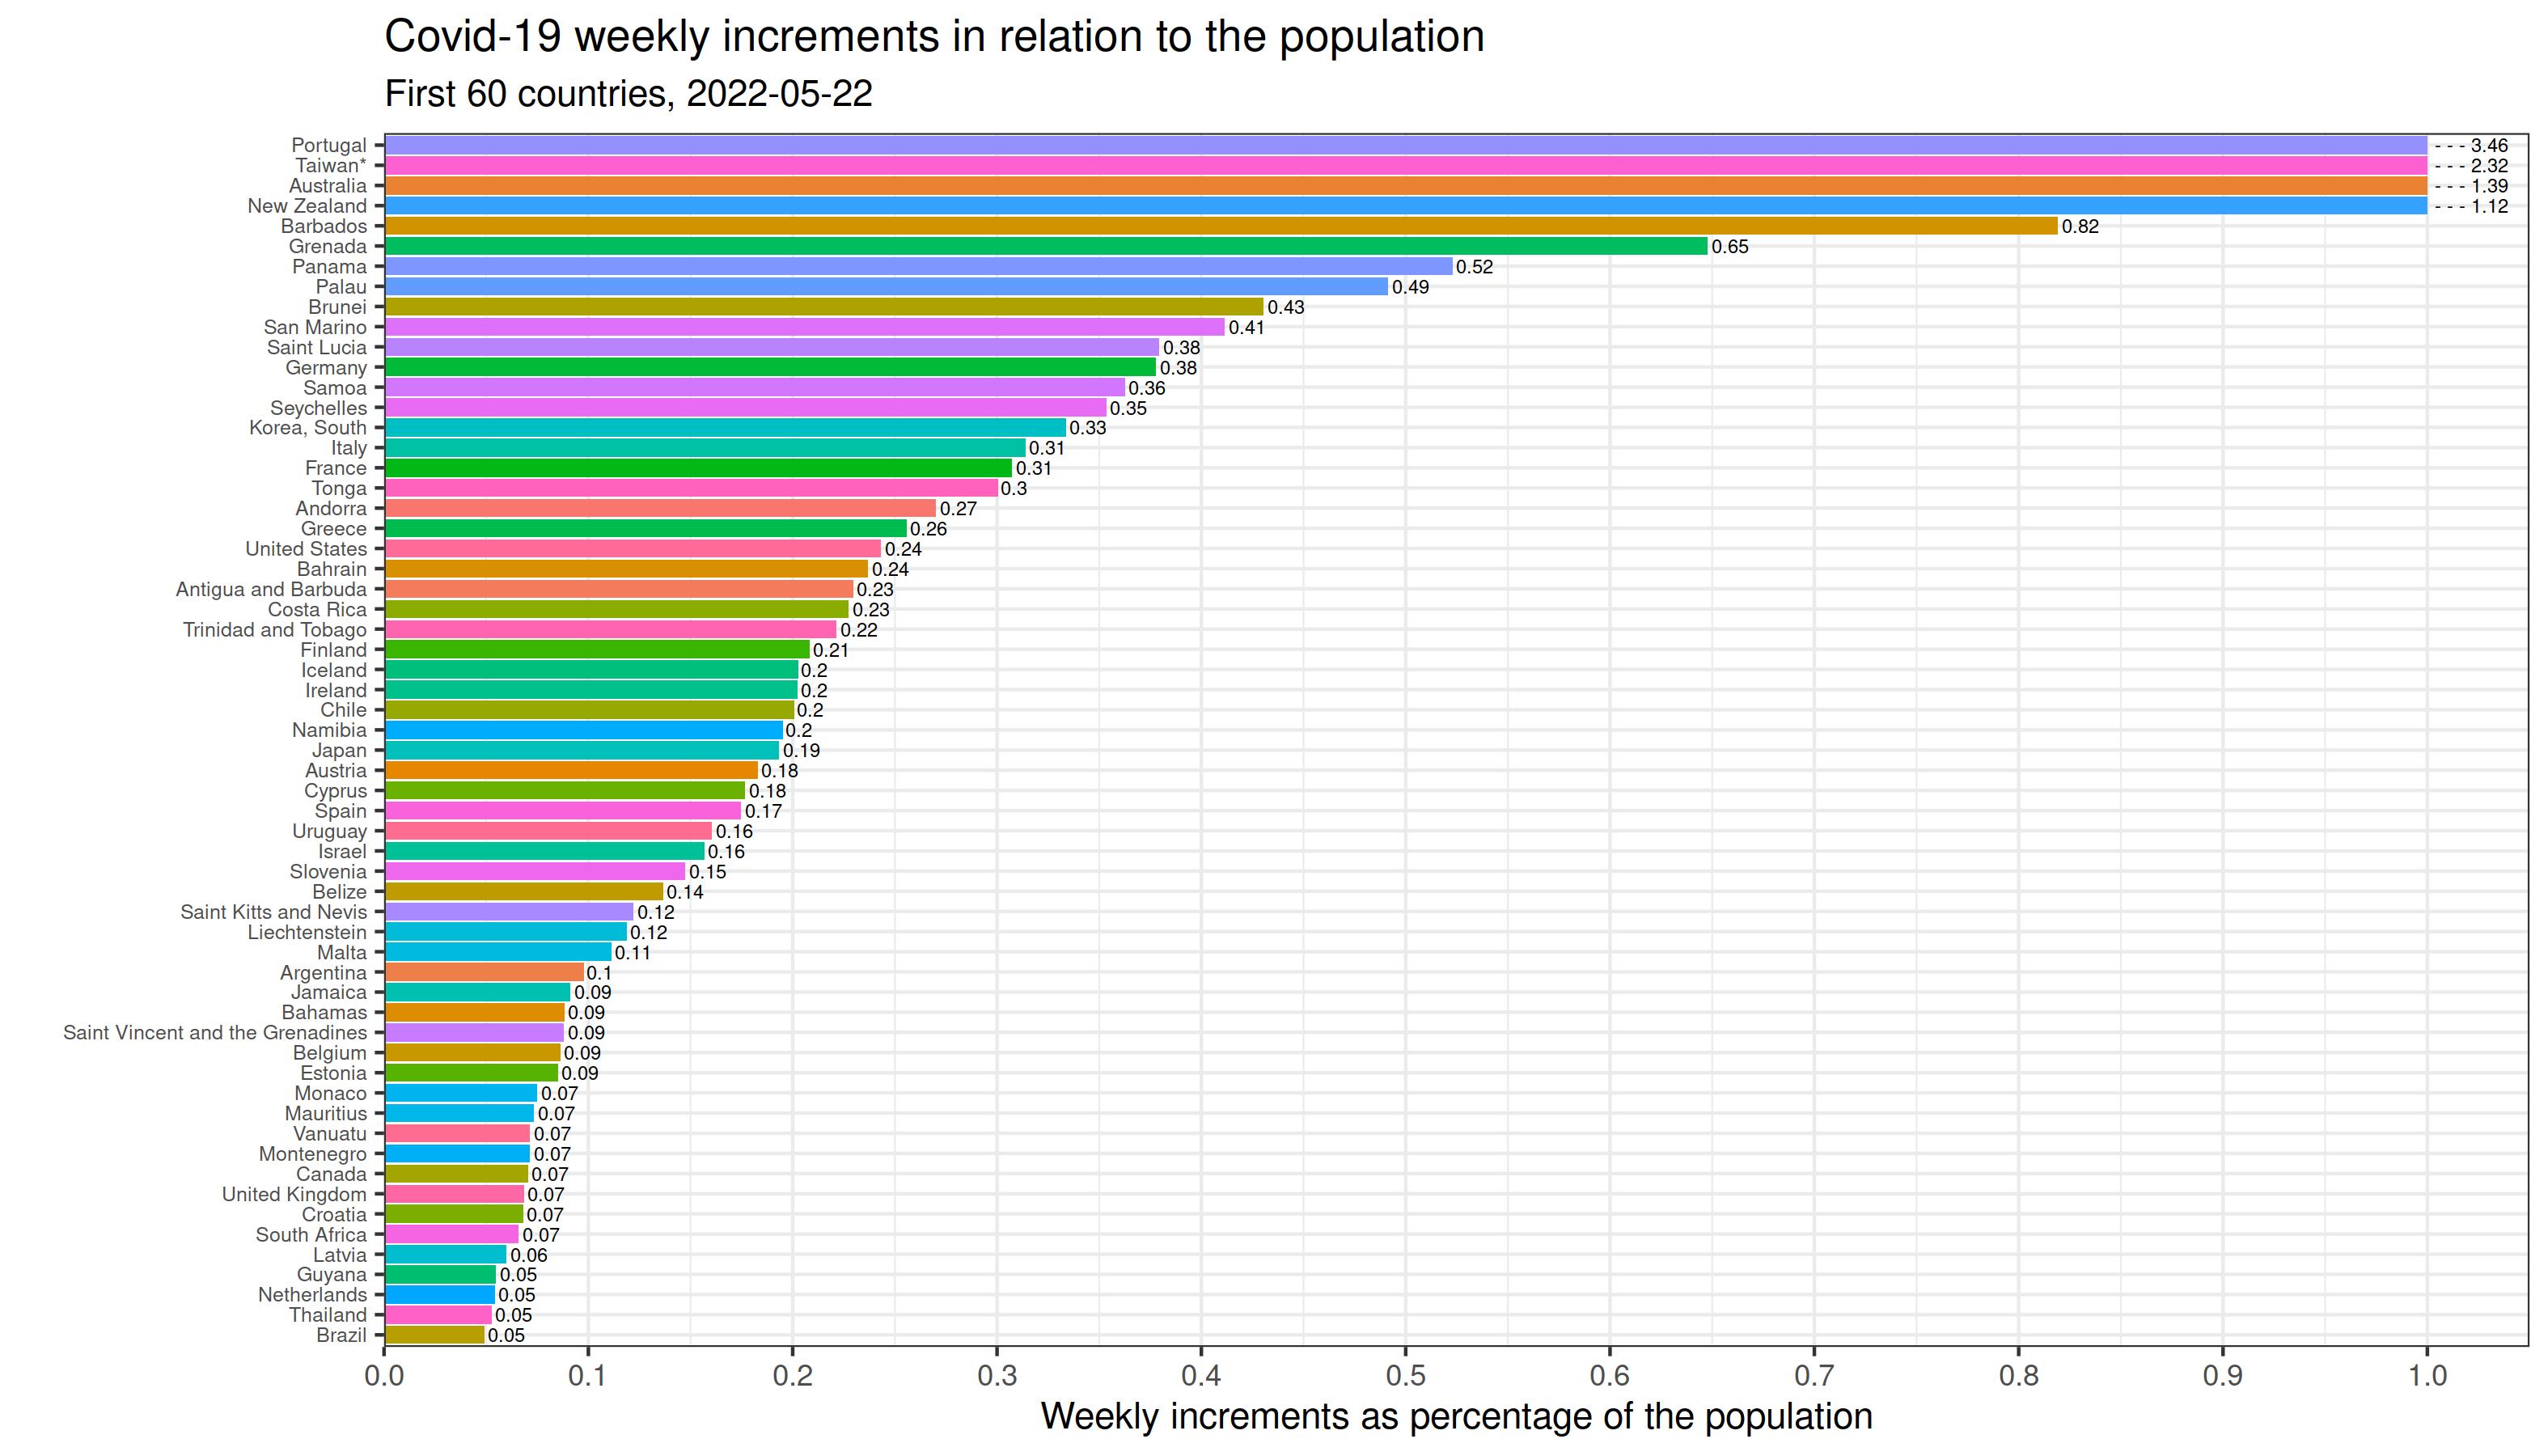 Covid-19 weekly increments in relation to the population
First 60 countries, 2022-05-22
Portugal - - - 3.46
Taiwan* - - - 2.32
Australia - - - 1.39
New Zealand - - - 1.12
Barbados 0.82
Grenada 0.65
Panama 0.52
Palau 0.49
Brunei 0.43
San Marino 0.41
Saint Lucia 0.38
Germany 0.38
Samoa 0.36
Seychelles 0.35
Korea, South 0.33
Italy 0.31
France 0.31
Tonga 0.3
Andorra 0.27
Greece 0.26
United States 0.24
Bahrain 0.24
Antigua and Barbuda 0.23
Costa Rica 0.23
Trinidad and Tobago 0.22
Finland 0.21
Iceland 0.2
Ireland 0.2
Chile 0.2
Namibia 0.2
Japan 0.19
Austria 0.18
Cyprus 0.18
Spain 0.17
Uruguay 0.16
Israel 0.16
Slovenia 0.15
Belize 0.14
Saint Kitts and Nevis 0.12
Liechtenstein 0.12
Malta 0.11
Argentina 0.1
Jamaica 0.09
Bahamas 0.09
Saint Vincent and the Grenadines 0.09
Belgium 0.09
Estonia 0.09
Monaco 0.07
Mauritius 0.07
Vanuatu 0.07
Montenegro 0.07
Canada 0.07
United Kingdom 0.07
Croatia 0.07
South Africa 0.07
Latvia 0.06
Guyana 0.05
Netherlands 0.05
Thailand 0.05
Brazil 0.05
0.0 0.1 0.2 0.3 0.4 0.5 0.6 0.7 0.8 0.9 1.0
Weekly increments as percentage of the population